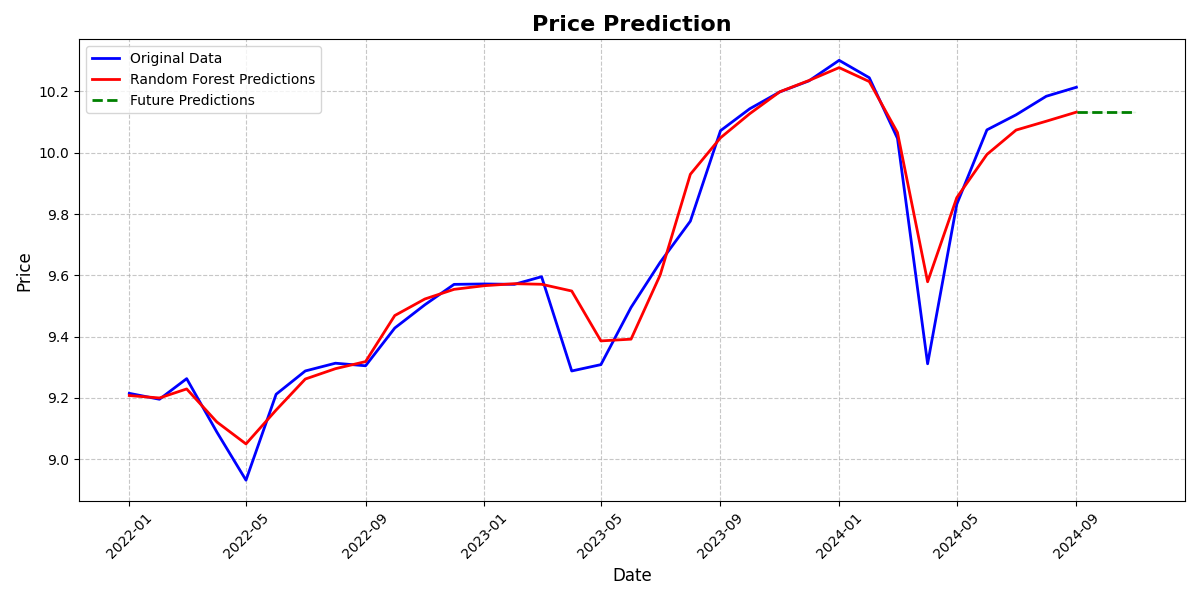 Price Prediction
Original Data
Random Forest Predictions
Future Predictions
Price
10.2
10.0
9.8
9.6
9.4
9.2
9.0
2022-01
2022-05
2022-09
2023-01
2023-05
2023-09
2024-01
2024-05
2024-09
Date